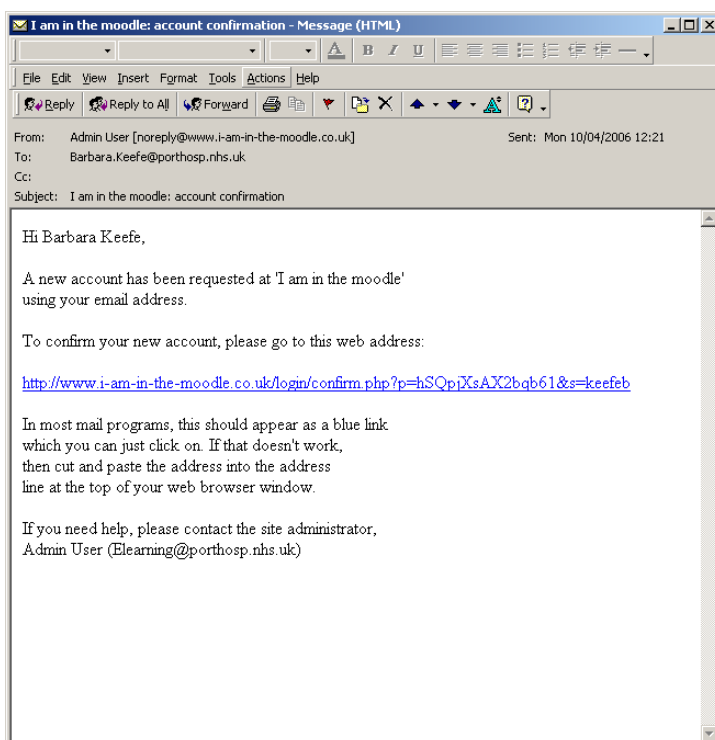 I am in the moodle: account confirmation - Message (HTML)
A B I U
File Edit View Insert Format Tools Actions Help
Reply Reply to All Forward
From: Admin User [noreply@www.i-am-in-the-moodle.co.uk] Sent: Mon 10/04/2006 12:21
To: Barbara.Keefe@porthosp.nhs.uk
Cc:
Subject: I am in the moodle: account confirmation
Hi Barbara Keefe,
A new account has been requested at 'I am in the moodle'
using your email address.
To confirm your new account, please go to this web address:
http://www.i-am-in-the-moodle.co.uk/login/confirm.php?p=hSQpjXsAX2bqb61&s=keefeb
In most mail programs, this should appear as a blue link
which you can just click on. If that doesn't work,
then cut and paste the address into the address
line at the top of your web browser window.
If you need help, please contact the site administrator,
Admin User (Elearning@porthosp.nhs.uk)